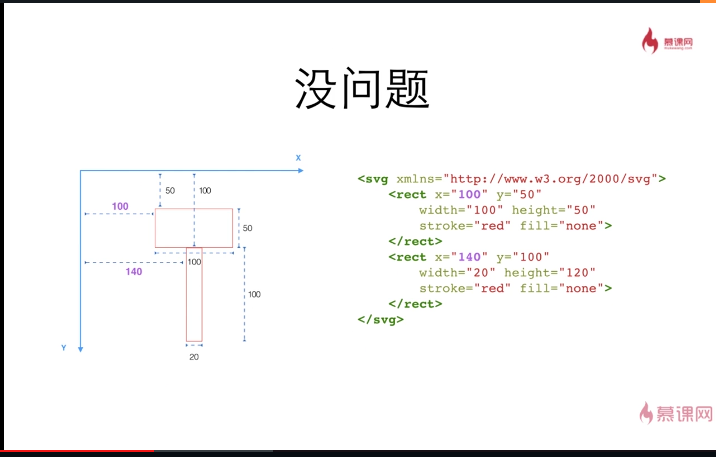 慕课网
没问题
X
50
100
100
50
100
140
100
20
Y
<svg xmlns="http://www.w3.org/2000/svg">
<rect x="100" y="50"
width="100" height="50"
stroke="red" fill="none">
</rect>
<rect x="140" y="100"
width="20" height="120"
stroke="red" fill="none">
</rect>
</svg>
慕课网